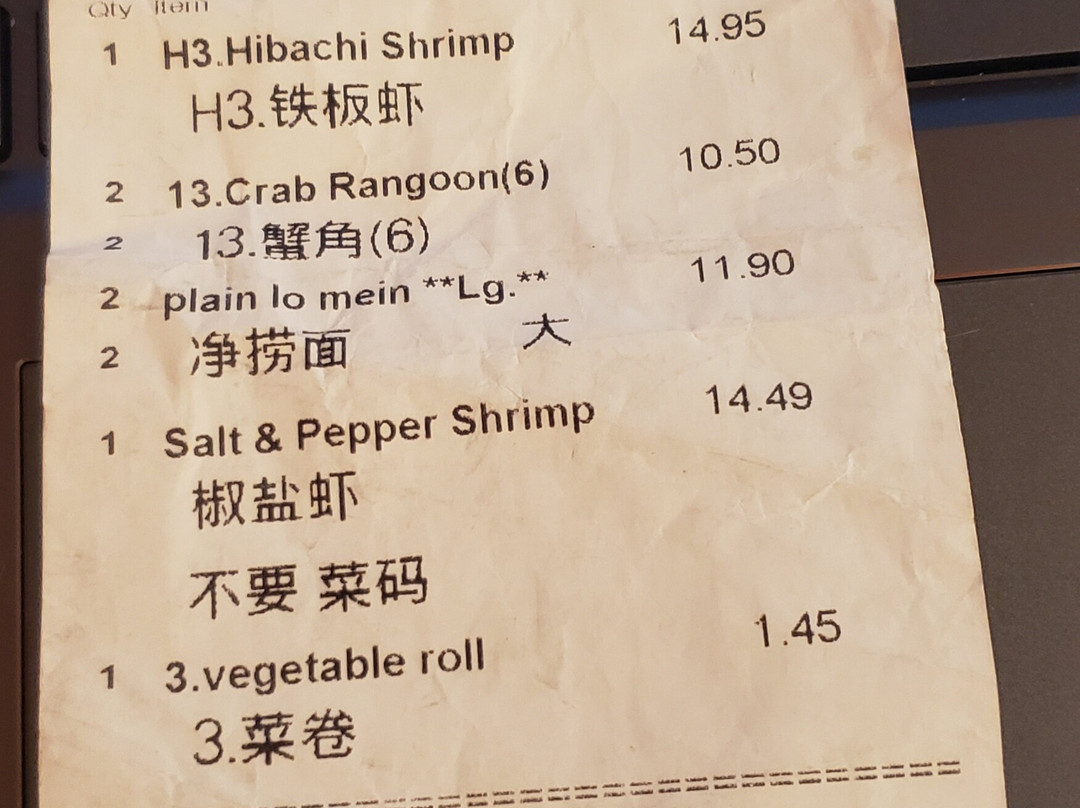 Qty Item
1 H3.Hibachi Shrimp 14.95
H3.铁板虾
2 13.Crab Rangoon(6) 10.50
2 13.蟹角(6)
2 plain lo mein **Lg.** 11.90
2 净捞面 大
1 Salt & Pepper Shrimp 14.49
椒盐虾
不要 菜码
1 3.vegetable roll 1.45
3.菜卷